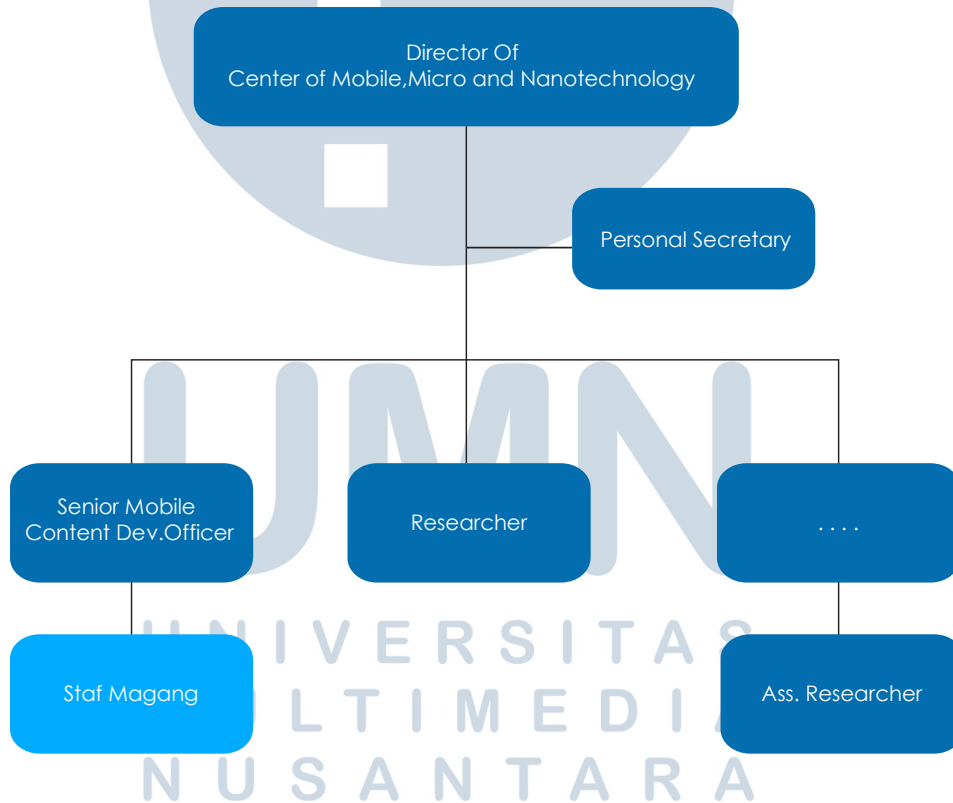 Director Of
Center of Mobile,Micro and Nanotechnology
Personal Secretary
Senior Mobile
Content Dev.Officer
Researcher
. . . .
Staf Magang
Ass. Researcher
UMN
UNIVERSITAS
MULTIMEDIA
NUSANTARA